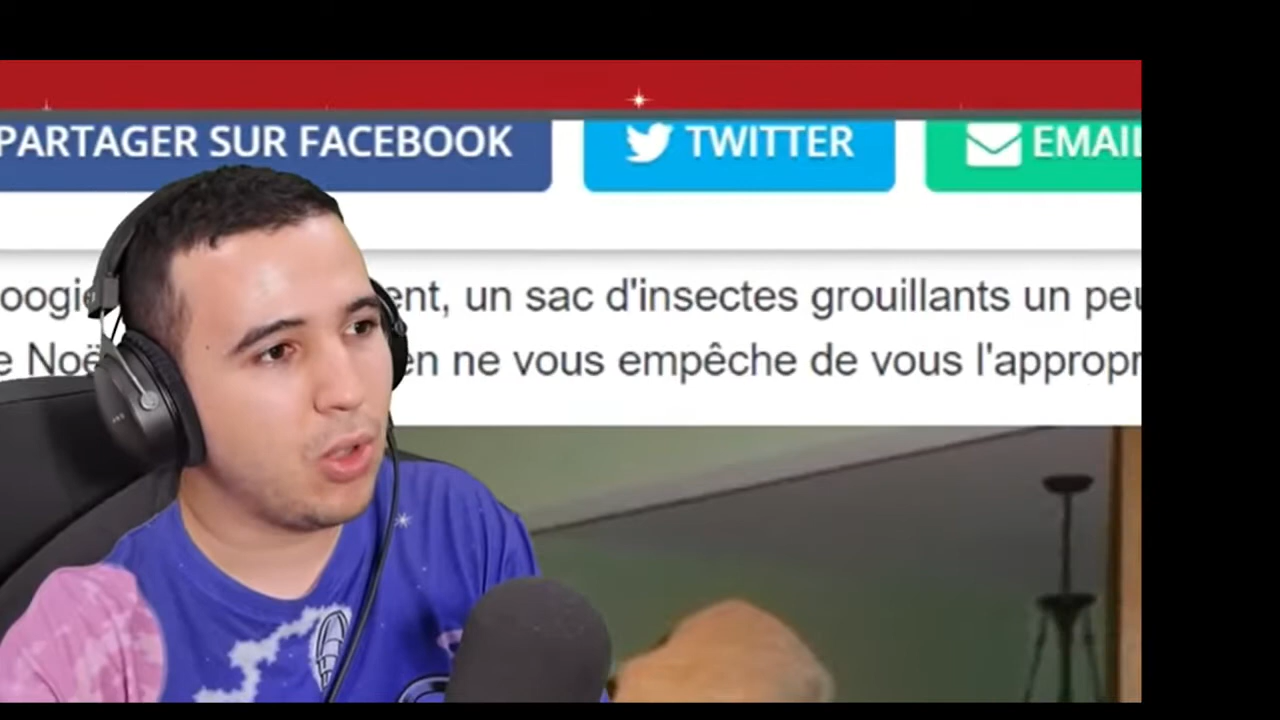 PARTAGER SUR FACEBOOK TWITTER EMAIL
oogie ent, un sac d'insectes grouillants un peu
e Noë en ne vous empêche de vous l'appropr